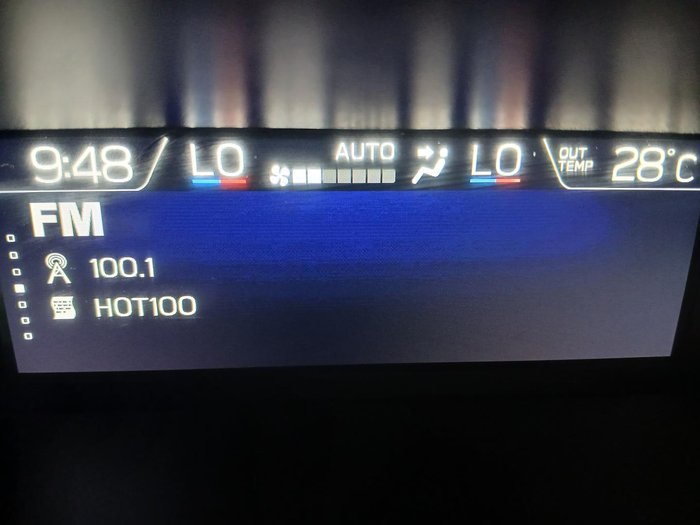 9:48 LO AUTO LO OUT TEMP 28°C
FM
100.1
HOT100